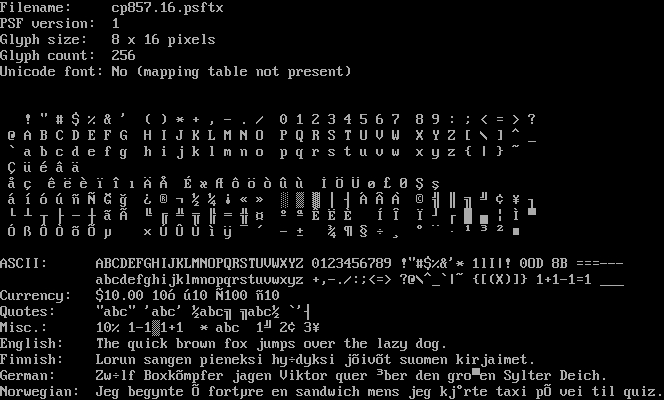 Filename:     cp857.16.psftx
PSF version:  1
Glyph size:   8 x 16 pixels
Glyph count:  256
Unicode font: No (mapping table not present)
! " # $ % & ' ( ) * + , - . / 0 1 2 3 4 5 6 7 8 9 : ; < = > ?
@ A B C D E F G H I J K L M N O P Q R S T U V W X Y Z [ \ ] ^ _
` a b c d e f g h i j k l m n o p q r s t u v w x y z { | } ~
Ç ü é â ä
å ç ê ë è ï î ı Ä Å É æ Æ ô ö ò û ù İ Ö Ü ø £ Ø Ş ş
á í ó ú ñ Ñ Ğ ğ ¿ ® ¬ ½ ¼ ¡ « » ░ ▒ ▓ │ ┤ Á Â À © ╣ ║ ╗ ╝ ¢ ¥ ┐
└ ┴ ┬ ├ ─ ┼ ã Ã ╚ ╔ ╩ ╦ ╠ ═ ╬ ¤ º ª Ê Ë È Í Î Ï ┘ ┌ █ ▄ ¦ Ì ▀
Ó ß Ô Ò õ Õ µ × Ú Û Ù ì ÿ ¯ ´ - ± ¾ ¶ § ÷ ¸ ° ¨ · ¹ ³ ² ■
ASCII:      ABCDEFGHIJKLMNOPQRSTUVWXYZ 0123456789 !"#$%&'* 1lI|! 0OD 8B ===---
abcdefghijklmnopqrstuvwxyz +,-./:;<=> ?@\^_`|~ {[(X)]} 1+1-1=1 ___
Currency:   $10.00 10ó ú10 Ñ100 ñ10
Quotes:     "abc" 'abc' ½abc╗ ╗abc½ `'┤
Misc.:      10% 1-1▒1+1  * abc  1╝ 2¢ 3¥
English:    The quick brown fox jumps over the lazy dog.
Finnish:    Lorun sangen pieneksi hy÷dyksi jõivõt suomen kirjaimet.
German:     Zw÷lf Boxkõmpfer jagen Viktor quer ³ber den gro▀en Sylter Deich.
Norwegian:  Jeg begynte Õ fortµre en sandwich mens jeg kj°rte taxi pÕ vei til quiz.